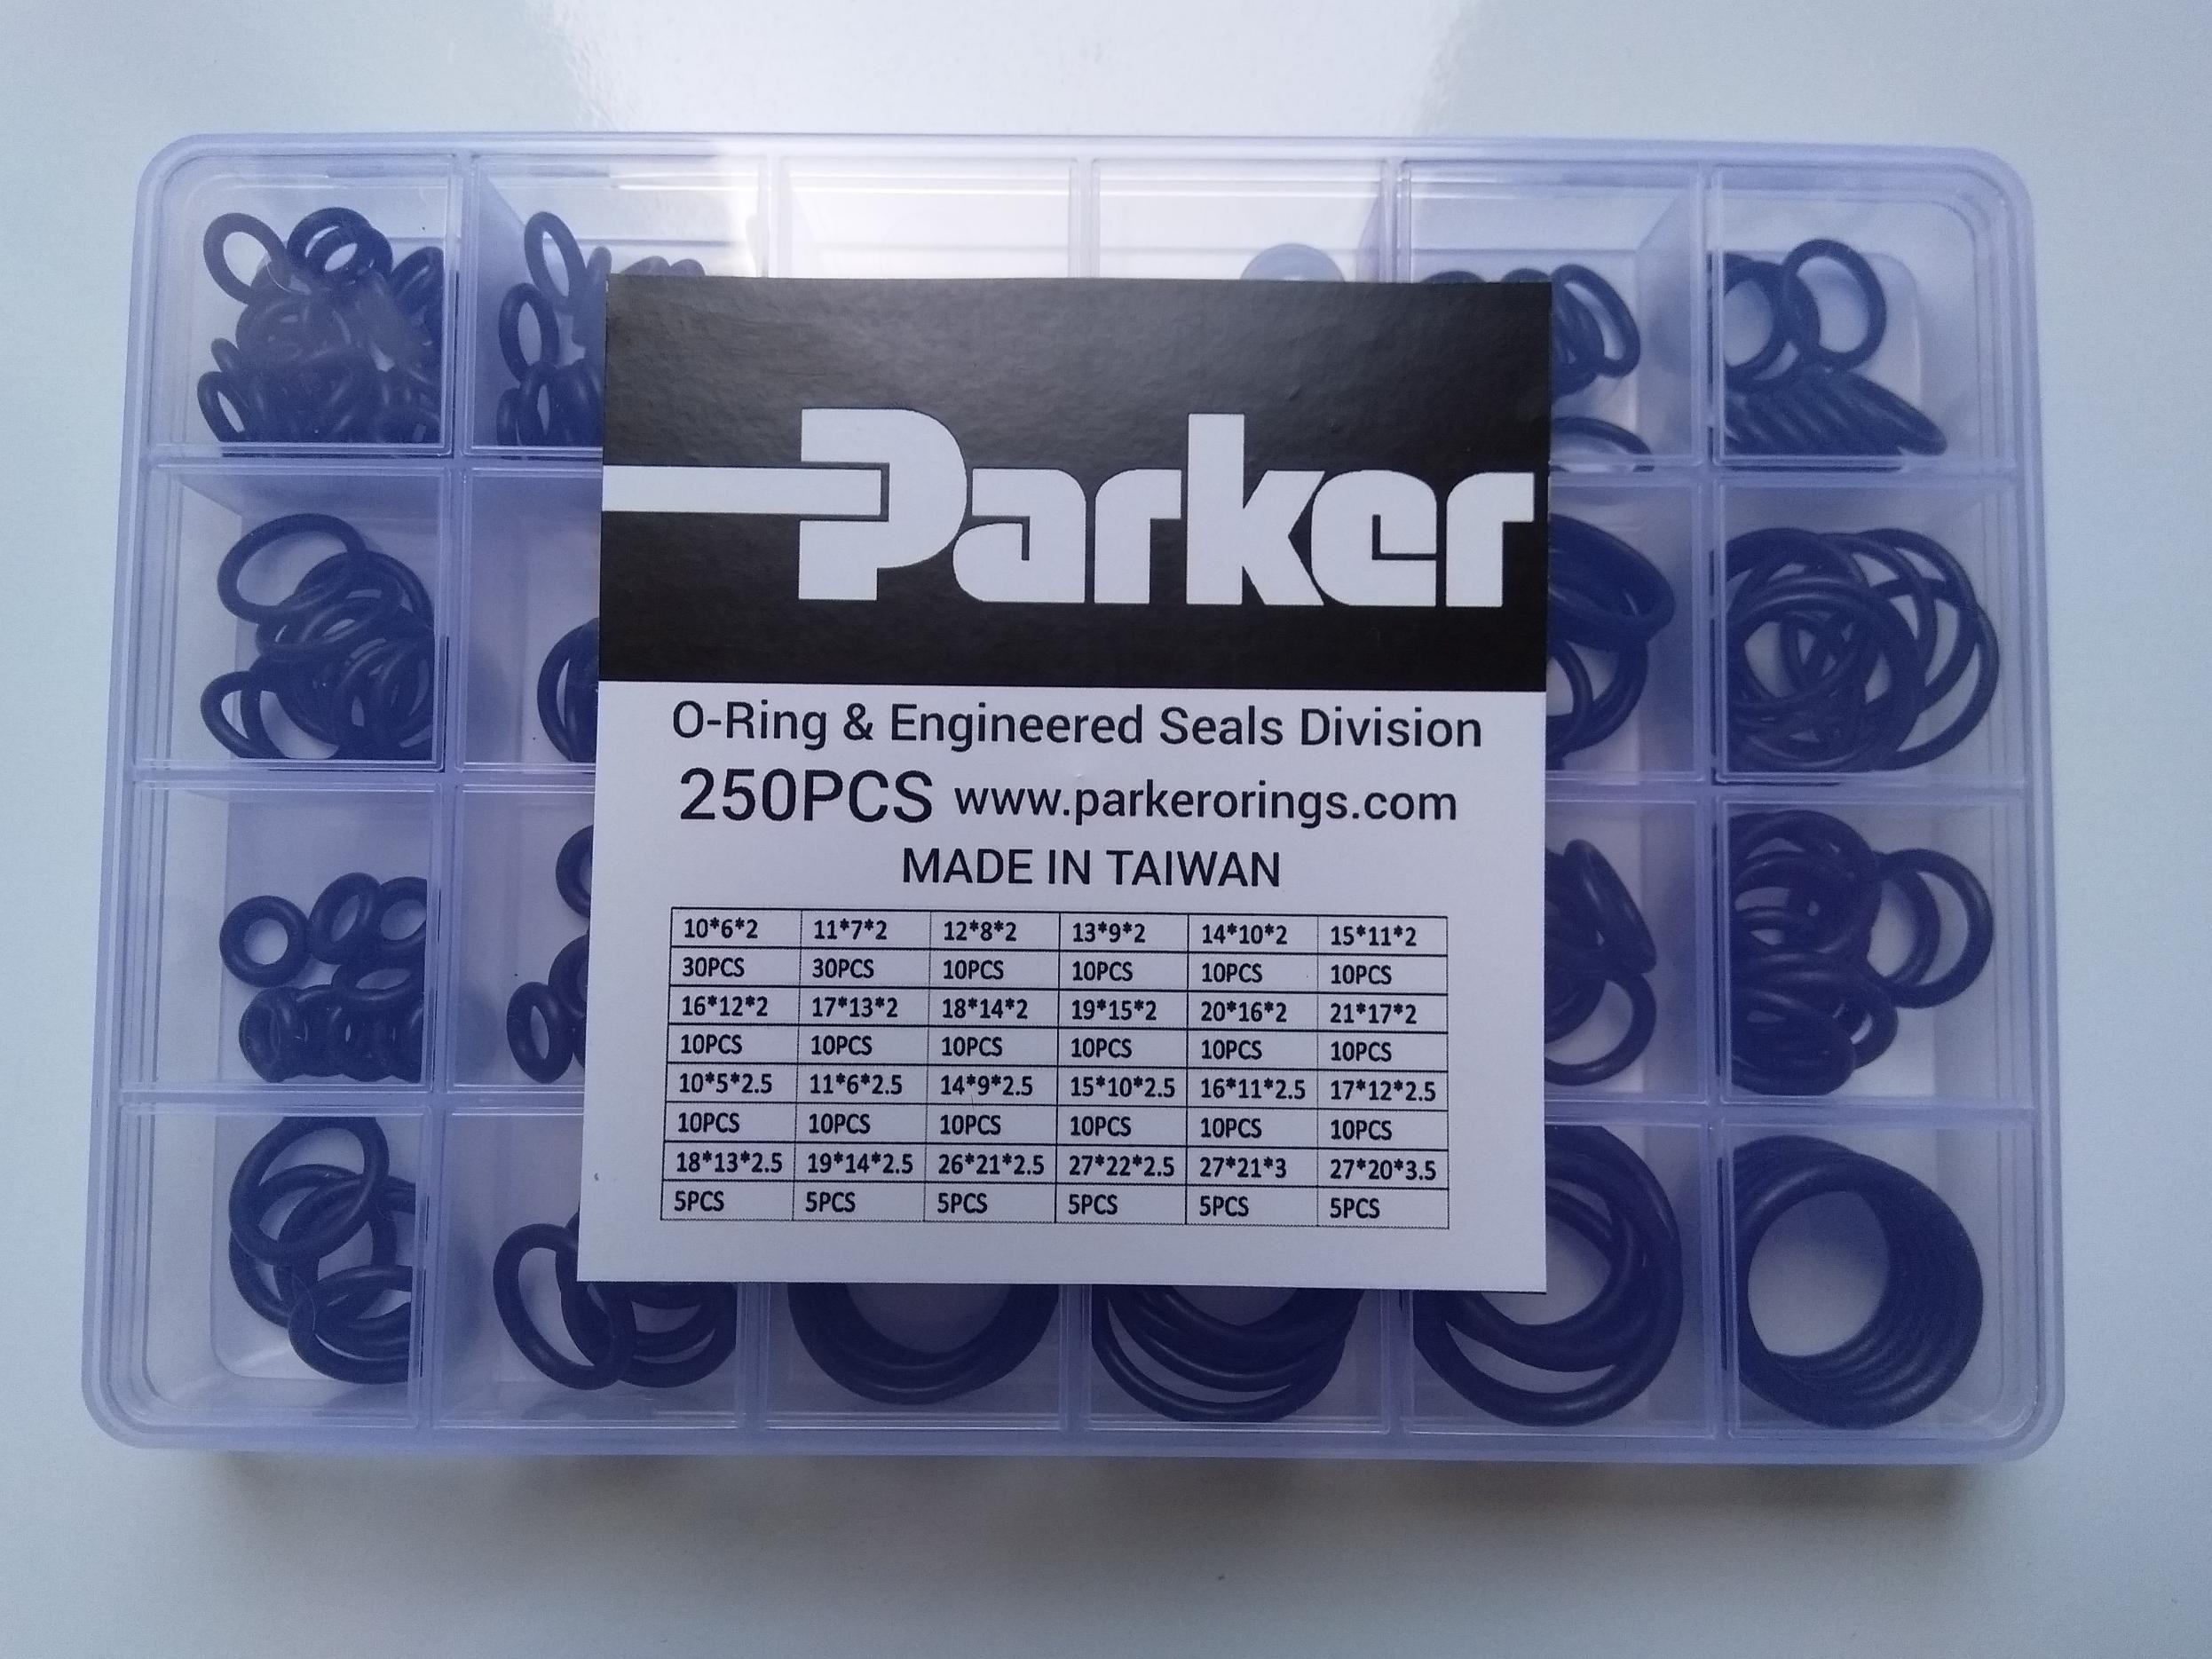 Parker
O-Ring & Engineered Seals Division
250PCS www.parkerorings.com
MADE IN TAIWAN
10*6*2 11*7*2 12*8*2 13*9*2 14*10*2 15*11*2
30PCS 30PCS 10PCS 10PCS 10PCS 10PCS
16*12*2 17*13*2 18*14*2 19*15*2 20*16*2 21*17*2
10PCS 10PCS 10PCS 10PCS 10PCS 10PCS
10*5*2.5 11*6*2.5 14*9*2.5 15*10*2.5 16*11*2.5 17*12*2.5
10PCS 10PCS 10PCS 10PCS 10PCS 10PCS
18*13*2.5 19*14*2.5 26*21*2.5 27*22*2.5 27*21*3 27*20*3.5
5PCS 5PCS 5PCS 5PCS 5PCS 5PCS